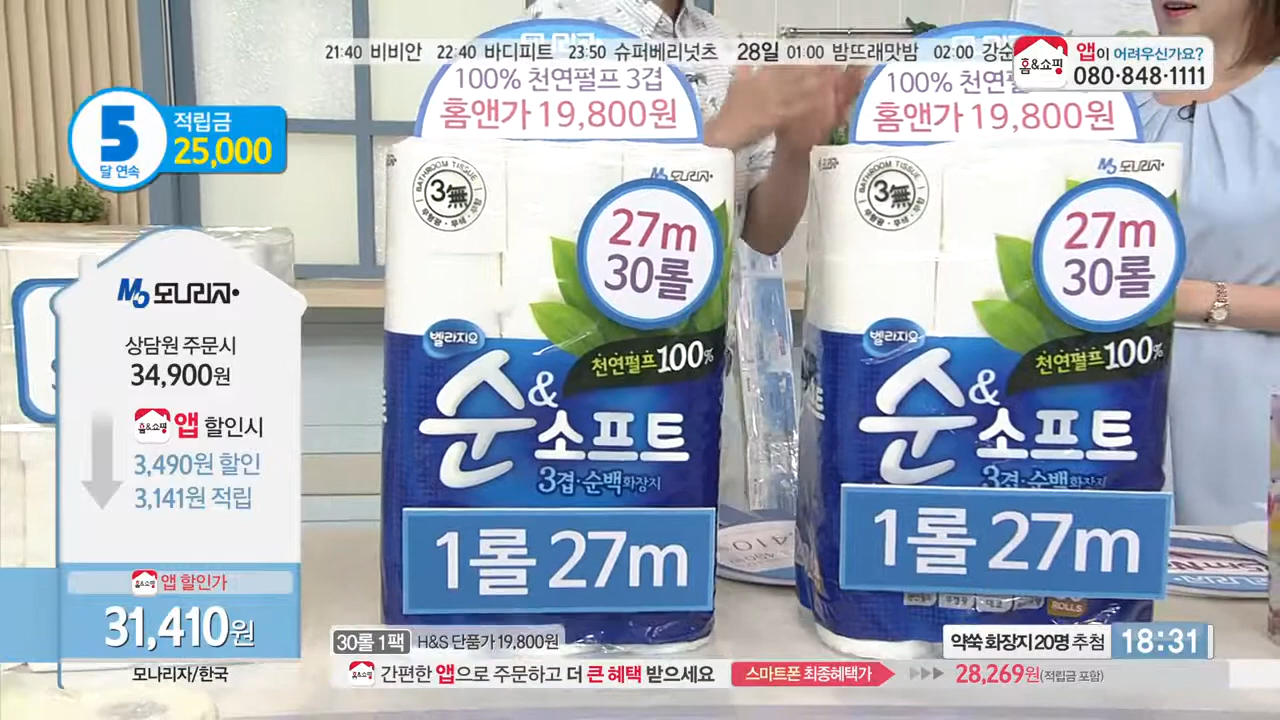 21:40 비비안 22:40 바디피트 23:50 슈퍼베리넛츠 28일 01:00 밤뜨래맛밤 02:00 강순
홈&쇼핑
앱이 어려우신가요?
080·848·1111
5
달 연속
적립금
25,000
100% 천연펄프 3겹
홈앤가 19,800원
100% 천연펄
홈앤가 19,800원
BATHROOM TISSUE
3無
모나리자
27m
30롤
벨라지오
천연펄프100%
순&소프트
3겹·순백화장지
1롤 27m
BATHROOM TISSUE
3無
모나리자
27m
30롤
천연펄프100%
순&소프트
3겹·순백화장지
1롤 27m
ROLLS
모나리자
상담원 주문시
34,900원
홈&쇼핑 앱 할인시
3,490원 할인
3,141원 적립
홈&쇼핑 앱 할인가
31,410원
모나리자/한국
30롤 1팩 H&S 단품가 19,800원
약쑥 화장지 20명 추첨 18:31
홈&쇼핑 간편한 앱으로 주문하고 더 큰 혜택 받으세요 스마트폰 최종혜택가 28,269원(적립금 포함)